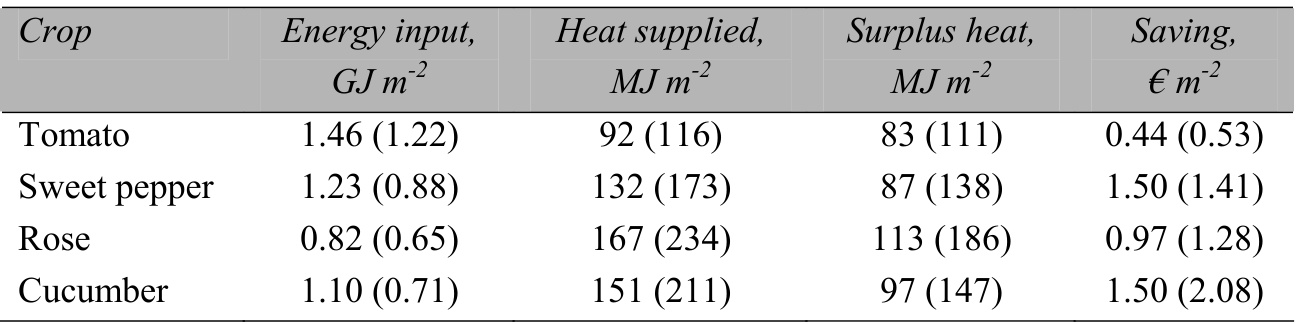 Crop Energy input, Heat supplied, Surplus heat, Saving,
GJ m-2 MJ m-2 MJ m-2 € m-2
Tomato 1.46 (1.22) 92 (116) 83 (111) 0.44 (0.53)
Sweet pepper 1.23 (0.88) 132 (173) 87 (138) 1.50 (1.41)
Rose 0.82 (0.65) 167 (234) 113 (186) 0.97 (1.28)
Cucumber 1.10 (0.71) 151 (211) 97 (147) 1.50 (2.08)